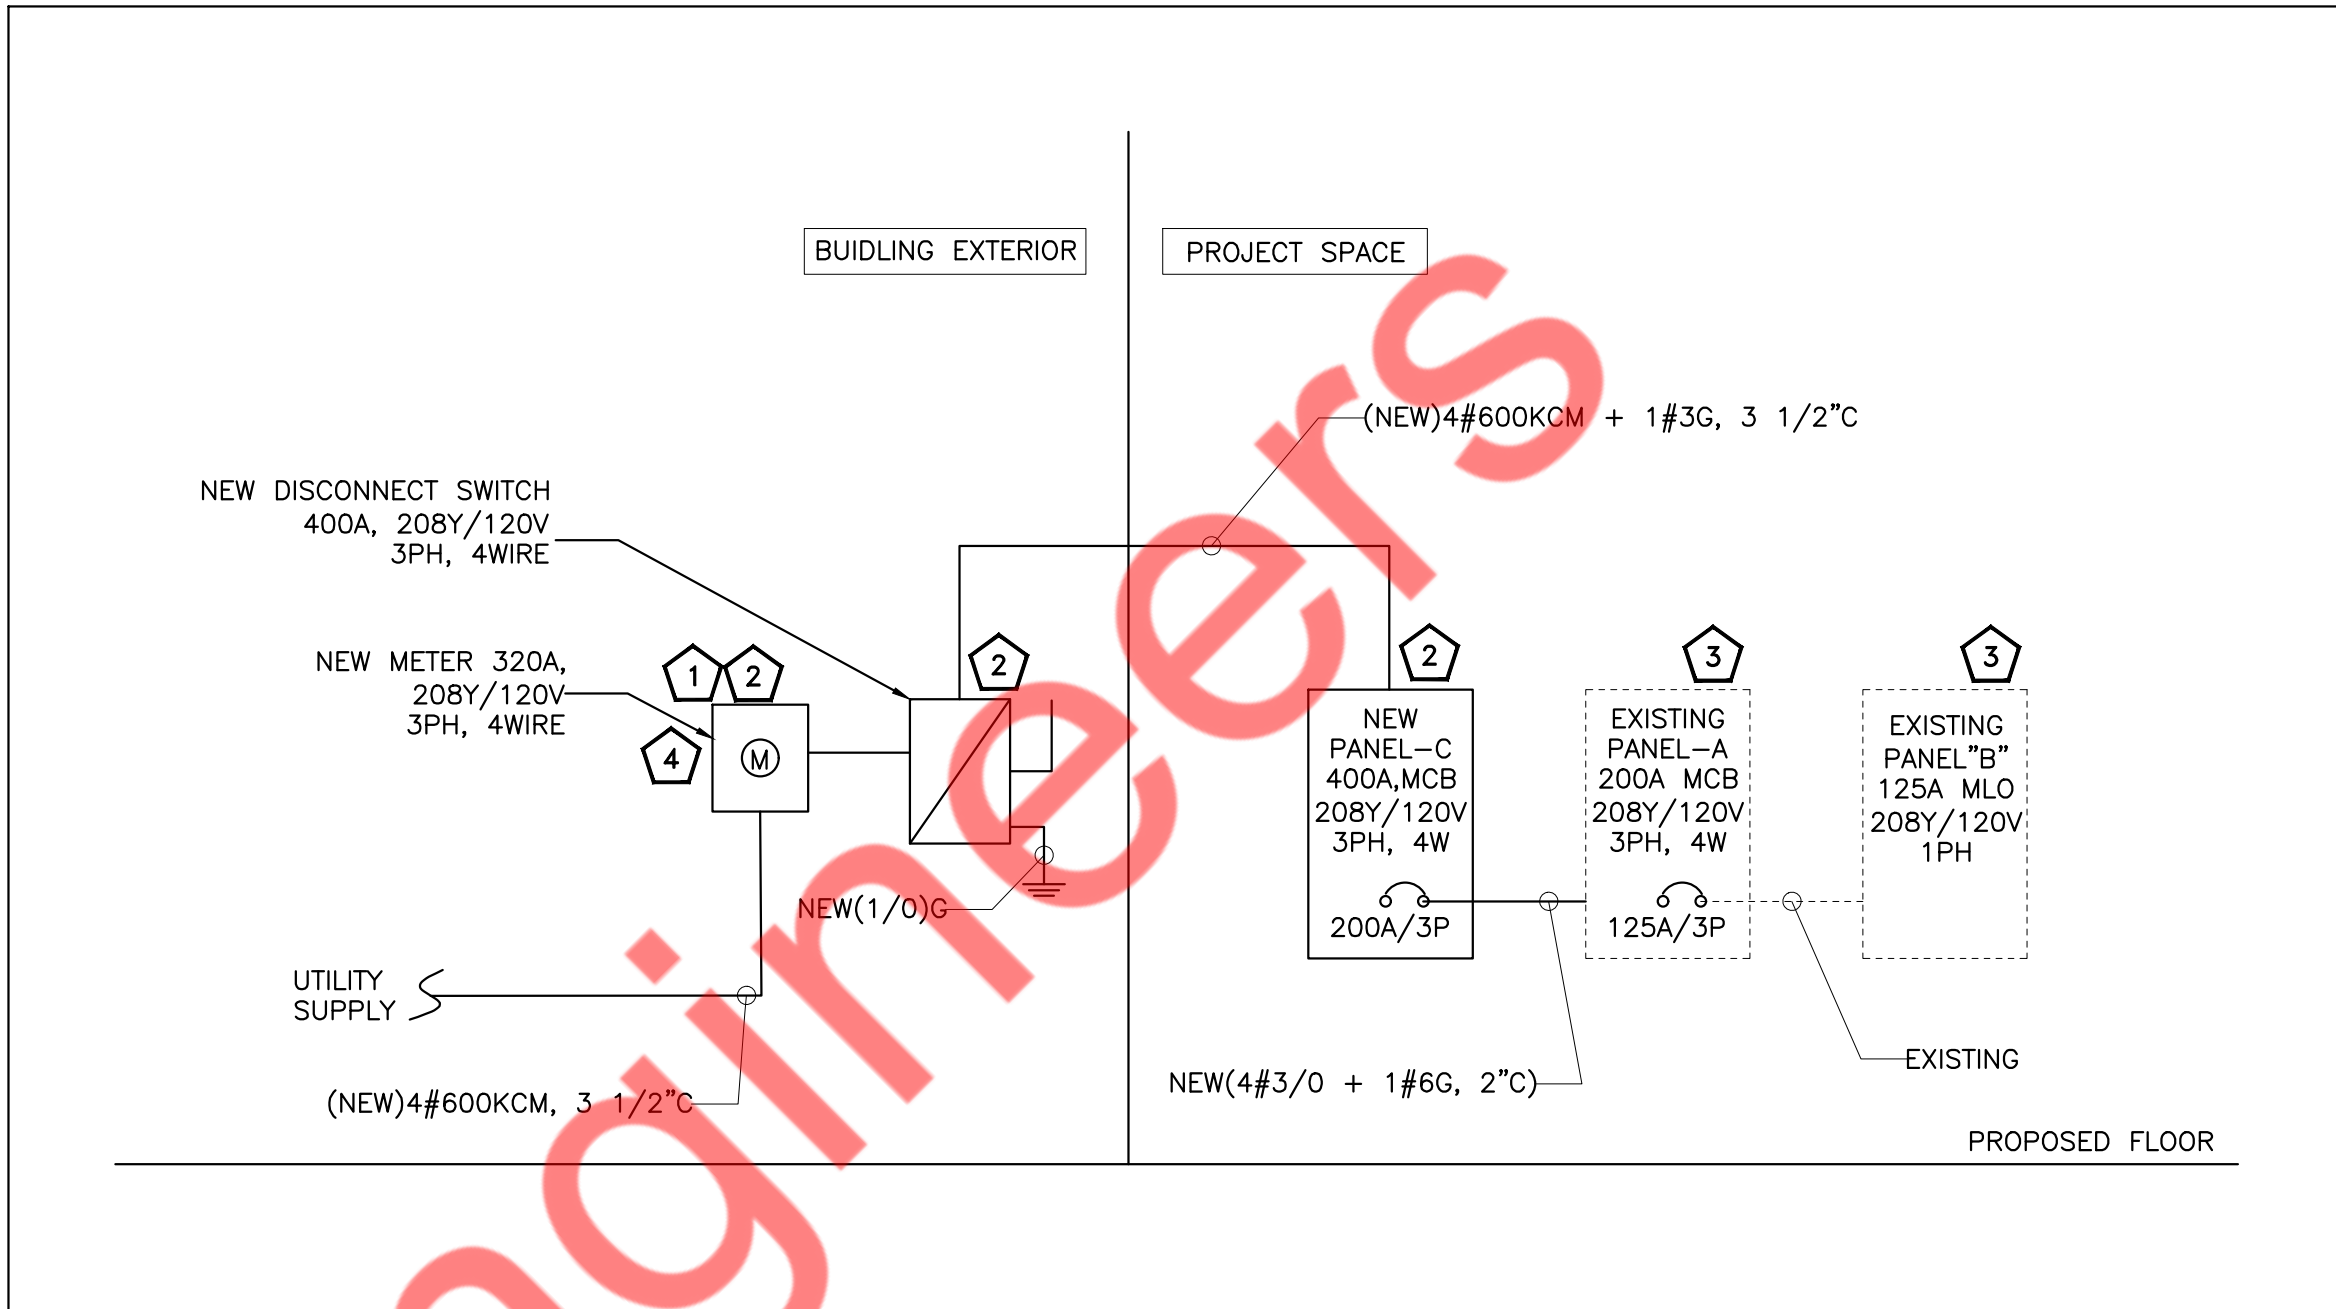 BUIDLING EXTERIOR
PROJECT SPACE
(NEW)4#600KCM + 1#3G, 3 1/2"C
NEW DISCONNECT SWITCH
400A, 208Y/120V
3PH, 4WIRE
NEW METER 320A,
208Y/120V
3PH, 4WIRE
1
2
4
M
2
2
3
3
NEW
PANEL-C
400A,MCB
208Y/120V
3PH, 4W
200A/3P
EXISTING
PANEL-A
200A MCB
208Y/120V
3PH, 4W
125A/3P
EXISTING
PANEL"B"
125A MLO
208Y/120V
1PH
NEW(1/0)G
UTILITY
SUPPLY
(NEW)4#600KCM, 3 1/2"C
NEW(4#3/0 + 1#6G, 2"C)
EXISTING
PROPOSED FLOOR
agineers